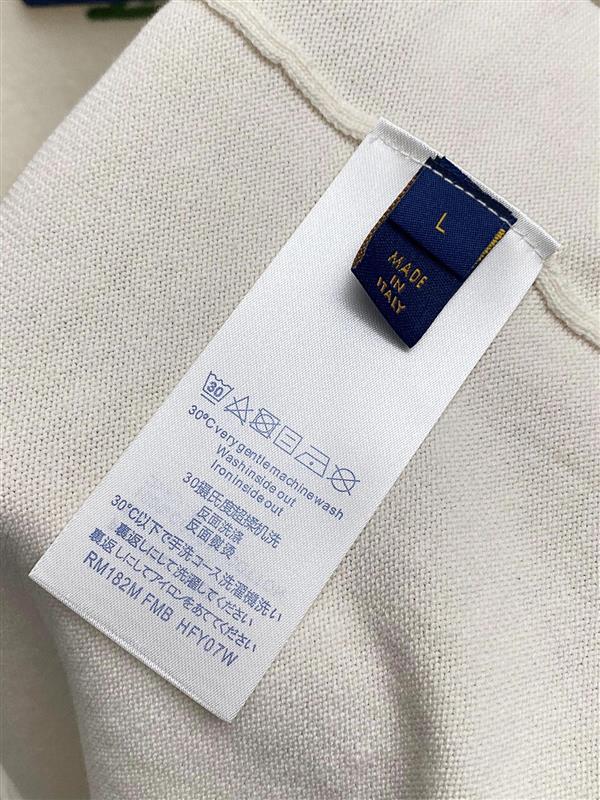 L
MADE
IN
ITALY
30
30℃ very gentle machine wash
Wash inside out
Iron inside out
30摄氏度超揉机洗
反面洗涤
反面熨烫
30℃以下で手洗コース洗濯機洗い
裏返しにして洗濯してください
裏返しにしてアイロンをあててください
RM182M FMB HFY07W